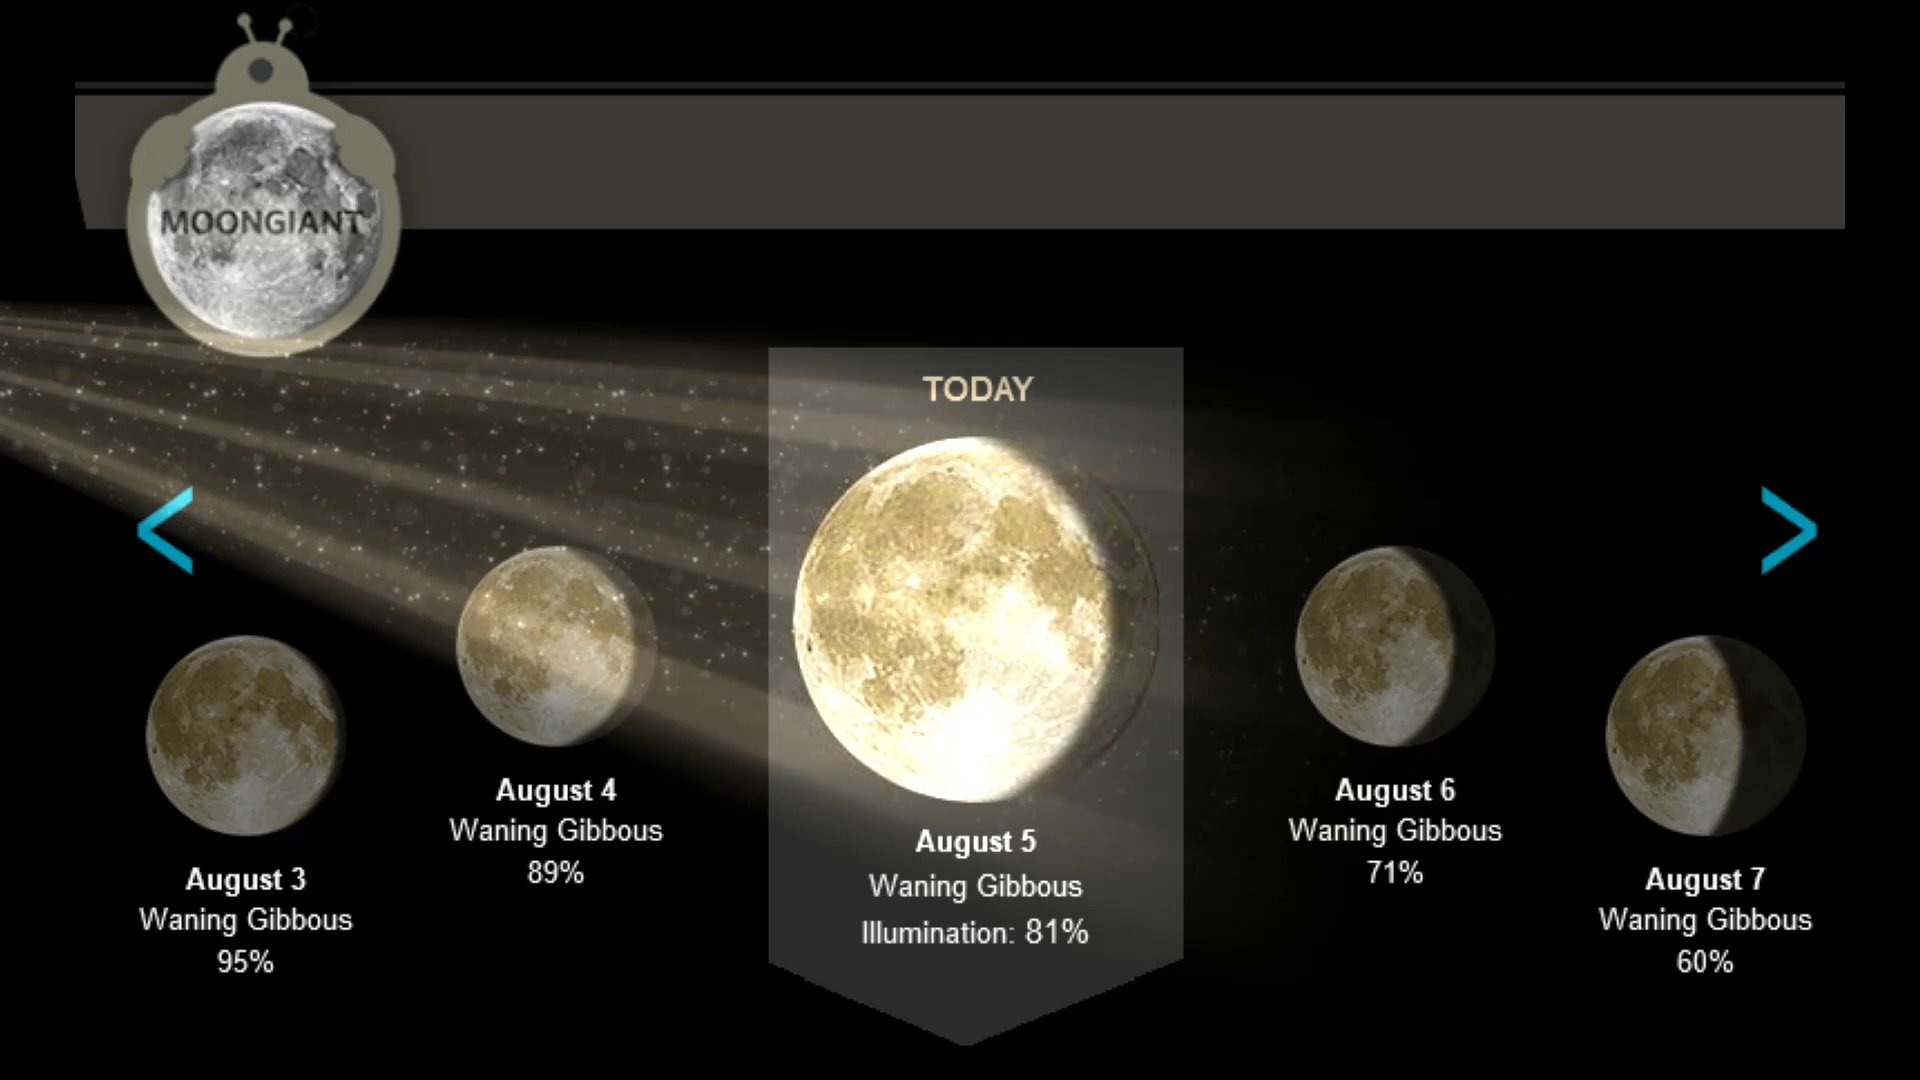 MOONGIANT
TODAY
August 3
Waning Gibbous
95%
August 4
Waning Gibbous
89%
August 5
Waning Gibbous
Illumination: 81%
August 6
Waning Gibbous
71%
August 7
Waning Gibbous
60%